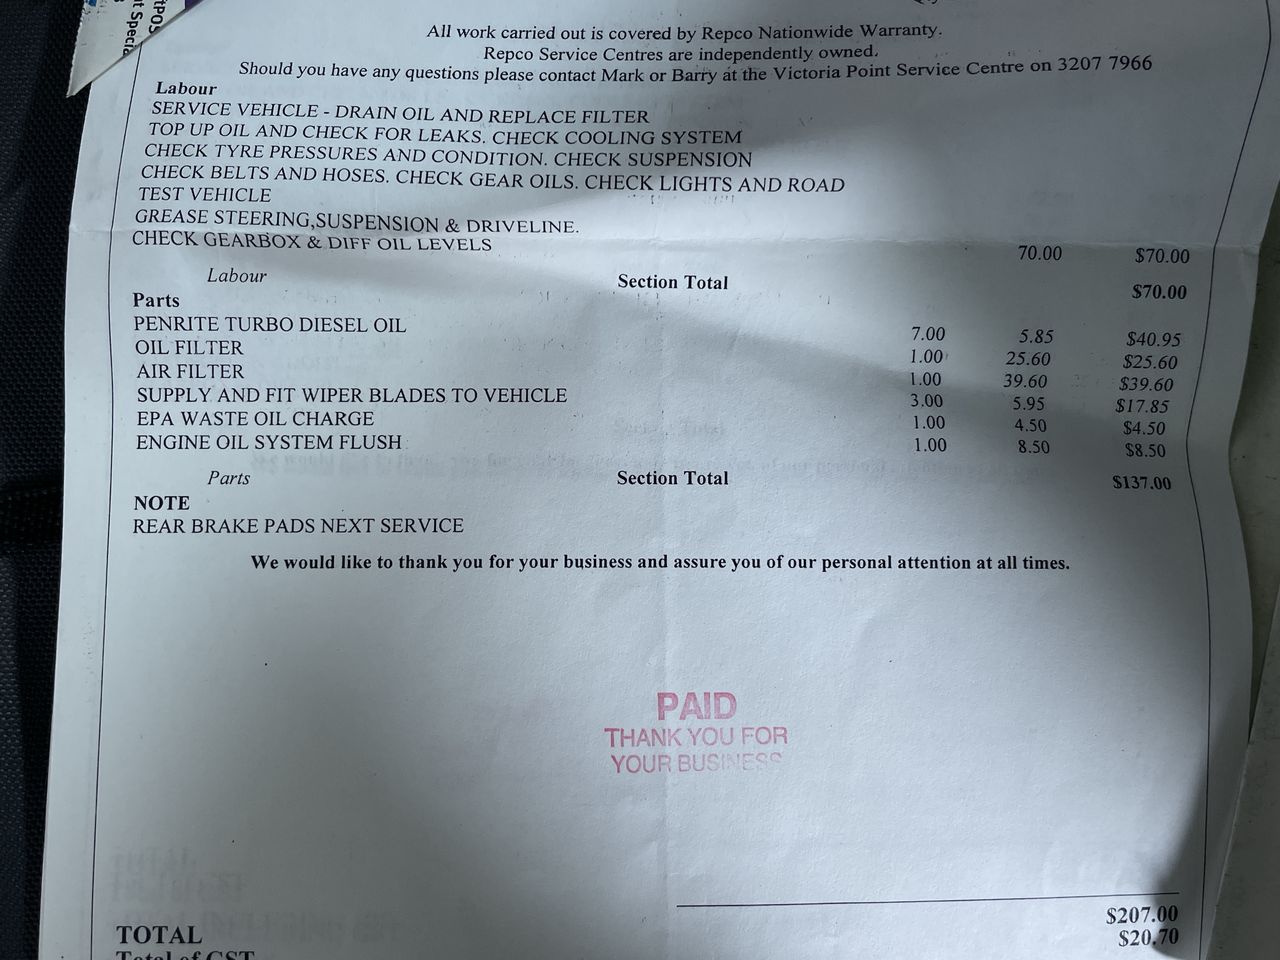 tPOS
t Specia
All work carried out is covered by Repco Nationwide Warranty.
Repco Service Centres are independently owned.
Should you have any questions please contact Mark or Barry at the Victoria Point Service Centre on 3207 7966
Labour
SERVICE VEHICLE - DRAIN OIL AND REPLACE FILTER
TOP UP OIL AND CHECK FOR LEAKS. CHECK COOLING SYSTEM
CHECK TYRE PRESSURES AND CONDITION. CHECK SUSPENSION
CHECK BELTS AND HOSES. CHECK GEAR OILS. CHECK LIGHTS AND ROAD
TEST VEHICLE
GREASE STEERING,SUSPENSION & DRIVELINE.
CHECK GEARBOX & DIFF OIL LEVELS 70.00 $70.00
Labour Section Total $70.00
Parts
PENRITE TURBO DIESEL OIL 7.00 5.85 $40.95
OIL FILTER 1.00 25.60 $25.60
AIR FILTER 1.00 39.60 $39.60
SUPPLY AND FIT WIPER BLADES TO VEHICLE 3.00 5.95 $17.85
EPA WASTE OIL CHARGE 1.00 4.50 $4.50
ENGINE OIL SYSTEM FLUSH 1.00 8.50 $8.50
Parts Section Total $137.00
NOTE
REAR BRAKE PADS NEXT SERVICE
We would like to thank you for your business and assure you of our personal attention at all times.
PAID
THANK YOU FOR
YOUR BUSINESS
TOTAL $207.00
Total of GST $20.70